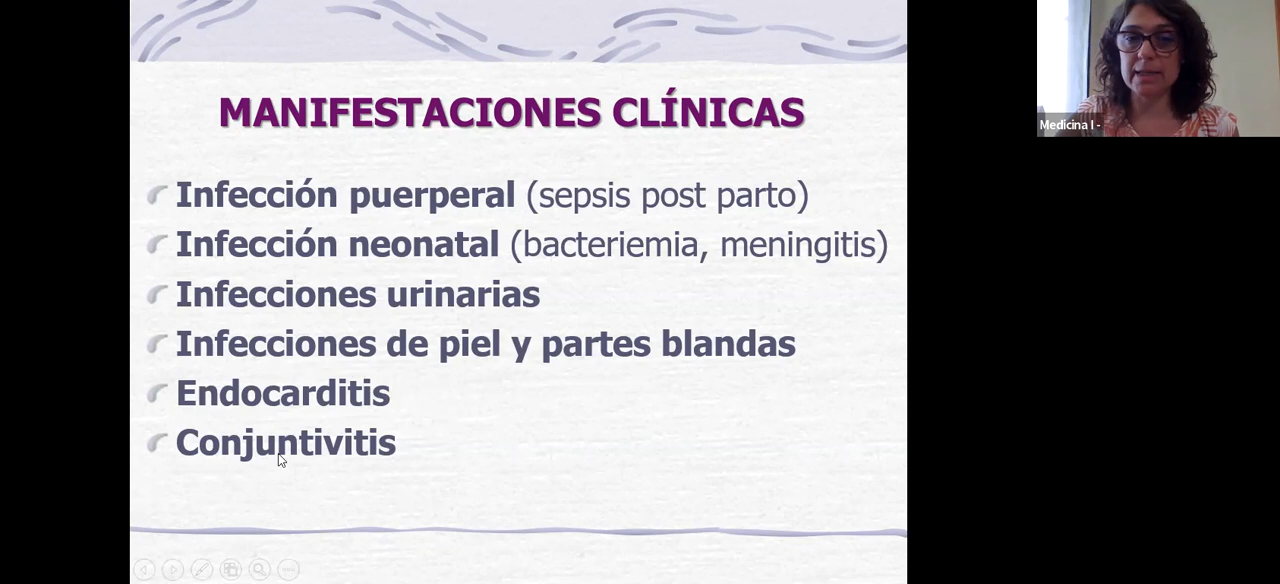 MANIFESTACIONES CLÍNICAS
Infección puerperal (sepsis post parto)
Infección neonatal (bacteriemia, meningitis)
Infecciones urinarias
Infecciones de piel y partes blandas
Endocarditis
Conjuntivitis
Medicina I -